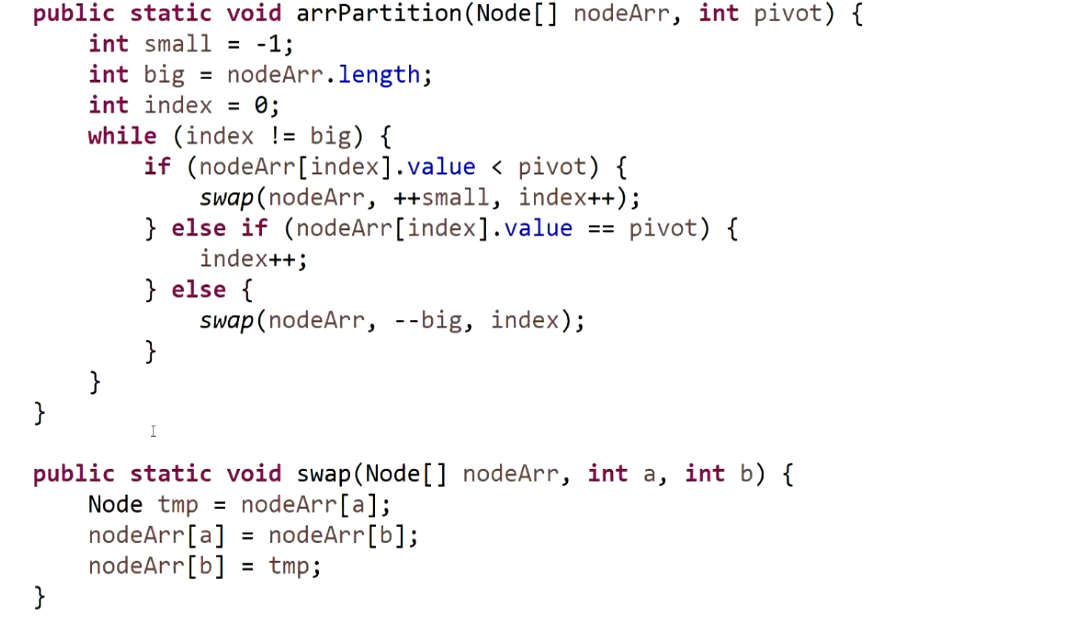 public static void arrPartition(Node[] nodeArr, int pivot) {
    int small = -1;
    int big = nodeArr.length;
    int index = 0;
    while (index != big) {
        if (nodeArr[index].value < pivot) {
            swap(nodeArr, ++small, index++);
        } else if (nodeArr[index].value == pivot) {
            index++;
        } else {
            swap(nodeArr, --big, index);
        }
    }
}
public static void swap(Node[] nodeArr, int a, int b) {
    Node tmp = nodeArr[a];
    nodeArr[a] = nodeArr[b];
    nodeArr[b] = tmp;
}